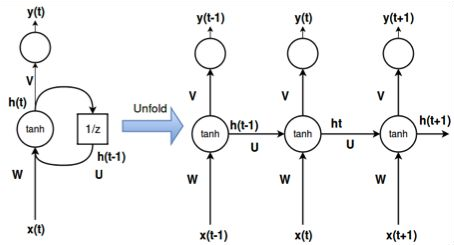 y(t)
V
h(t)
tanh
1/z
h(t-1)
W
U
x(t)
Unfold
y(t-1)
y(t)
y(t+1)
V
V
V
tanh
h(t-1)
U
tanh
ht
U
tanh
h(t+1)
W
W
W
x(t-1)
x(t)
x(t+1)